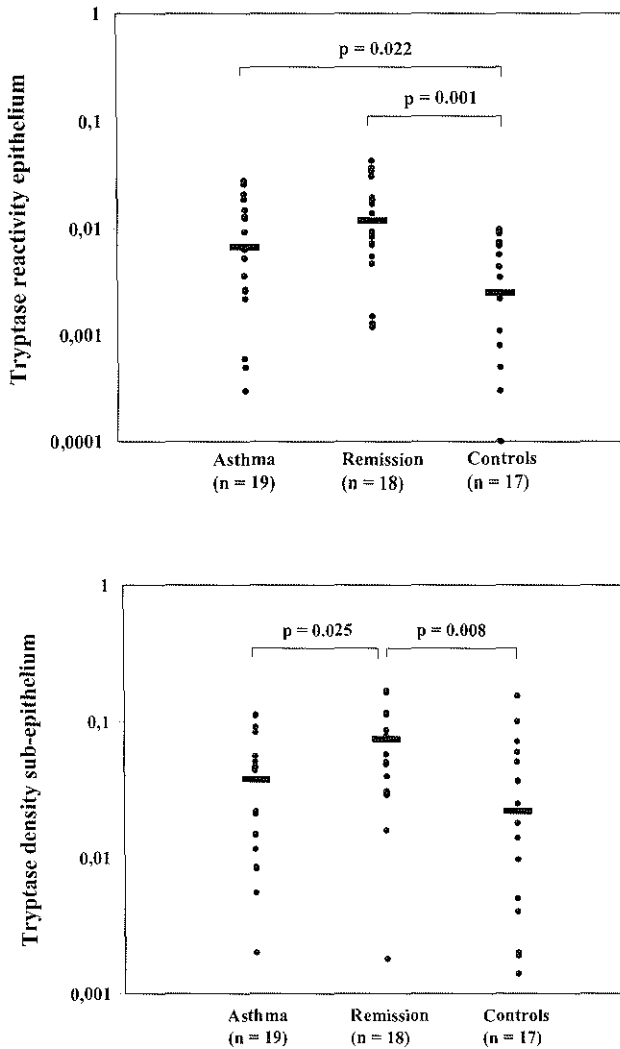 1
p = 0.022
p = 0.001
0,1
0,01
0,001
0,0001
Tryptase reactivity epithelium
Asthma Remission Controls
(n = 19) (n = 18) (n = 17)
1
p = 0.025 p = 0.008
0,1
0,01
0,001
Tryptase density sub-epithelium
Asthma Remission Controls
(n = 19) (n = 18) (n = 17)